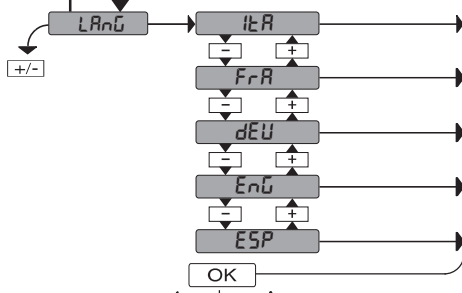 LAnG ItA
- +
+/-
FrA
- +
dEU
- +
EnG
- +
ESP
OK